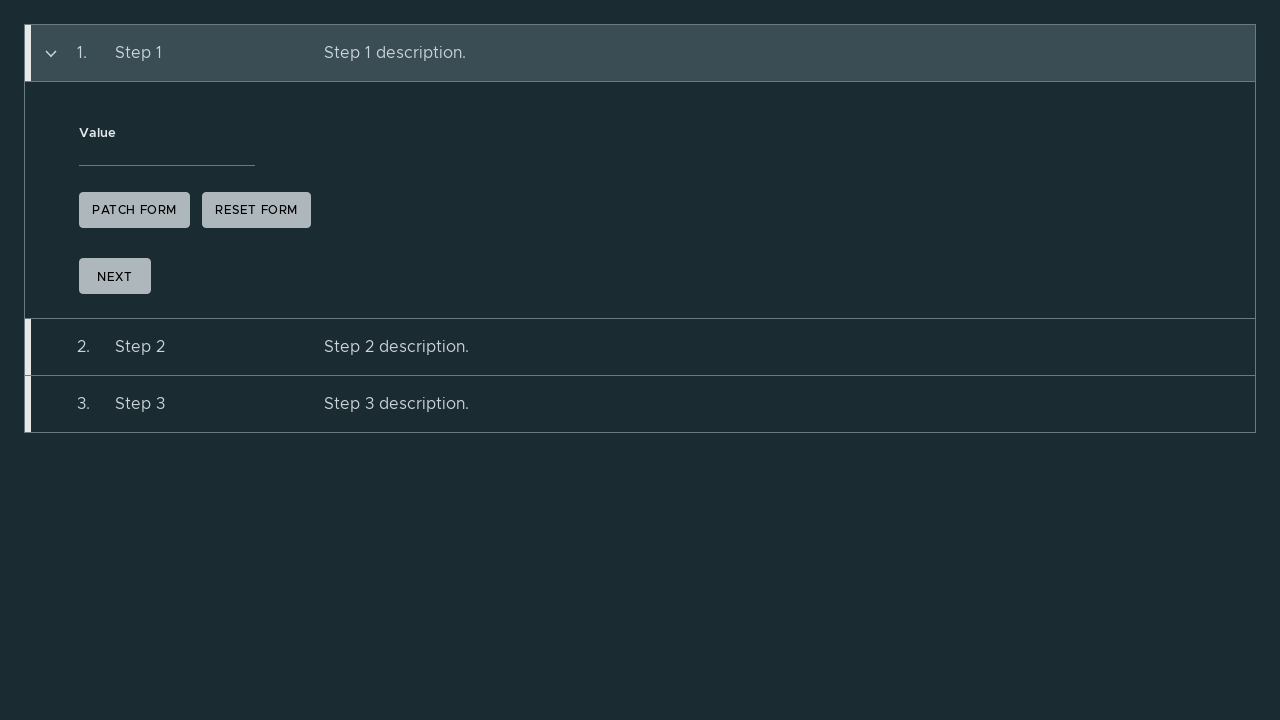 1. Step 1 Step 1 description.
Value
PATCH FORM RESET FORM
NEXT
2. Step 2 Step 2 description.
3. Step 3 Step 3 description.